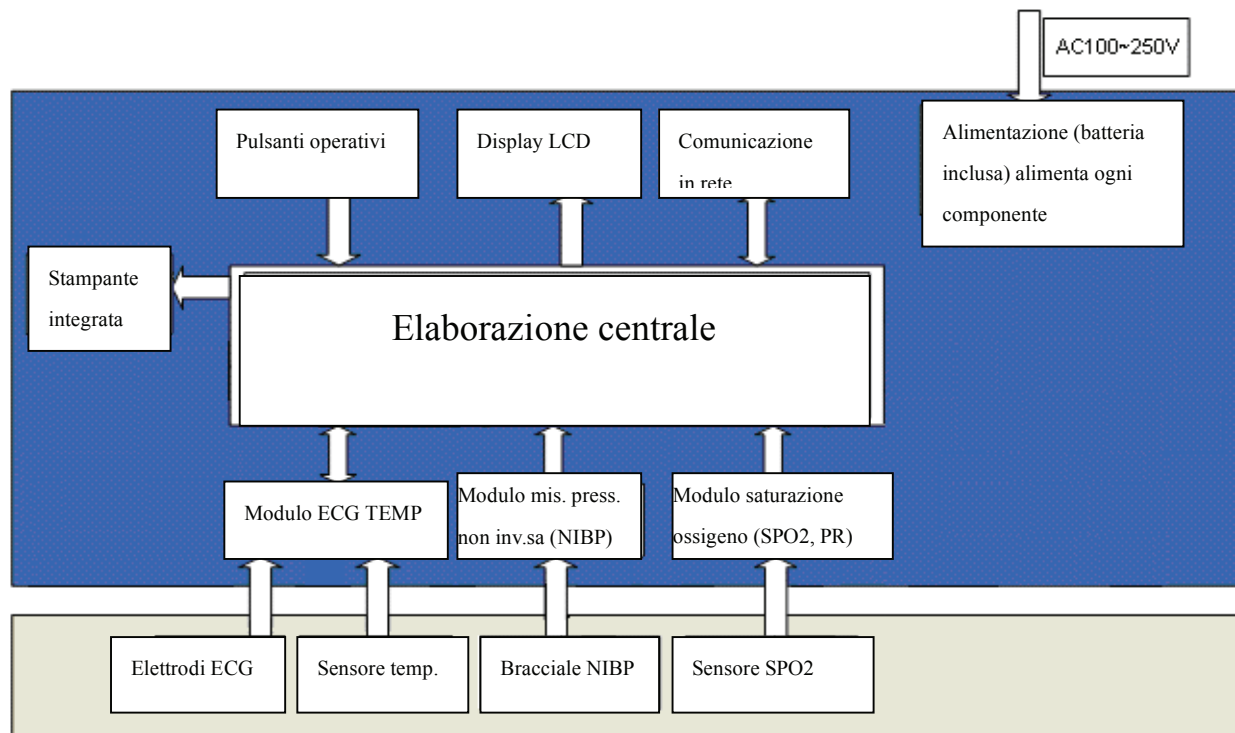 AC100~250V
Pulsanti operativi
Display LCD
Comunicazione
in rete
Alimentazione (batteria
inclusa) alimenta ogni
componente
Stampante
integrata
Elaborazione centrale
Modulo ECG TEMP
Modulo mis. press.
non inv.sa (NIBP)
Modulo saturazione
ossigeno (SPO2, PR)
Elettrodi ECG
Sensore temp.
Bracciale NIBP
Sensore SPO2